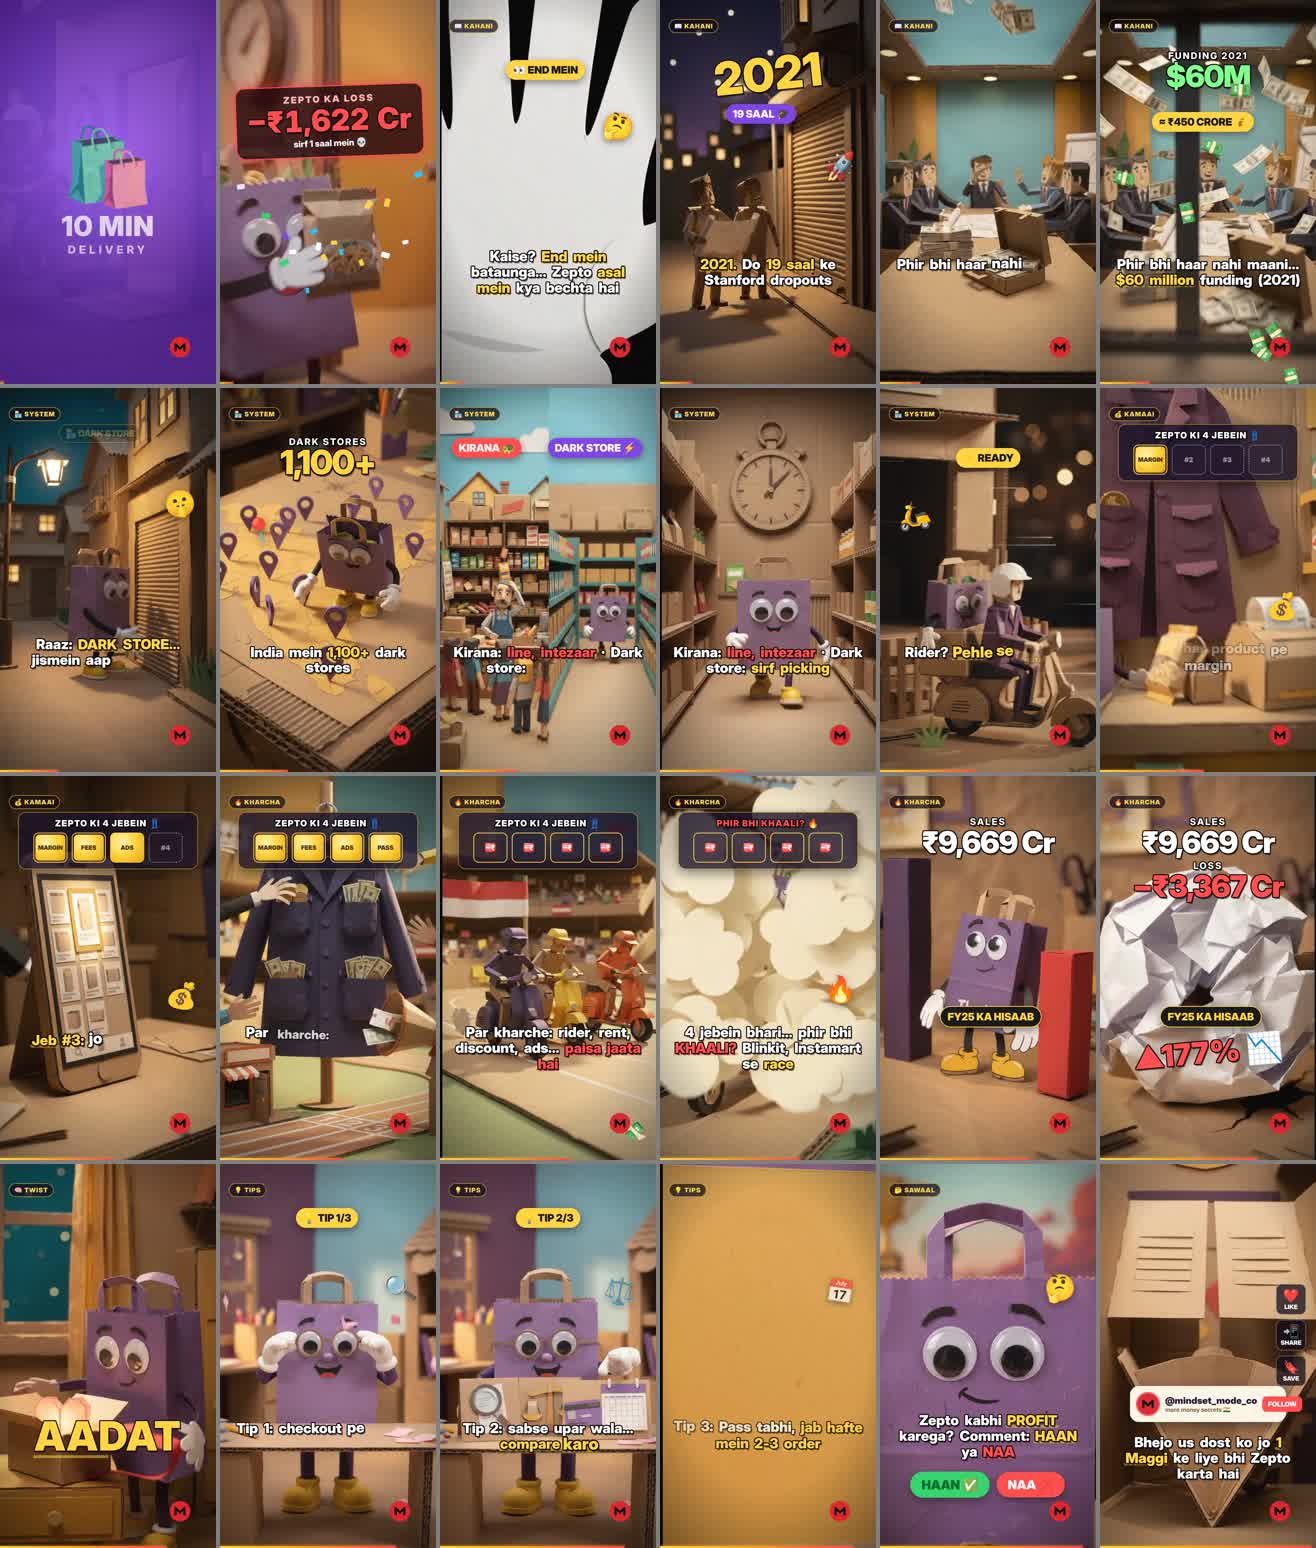 10 MIN
DELIVERY
ZEPTO KA LOSS
−₹1,622 Cr
sirf 1 saal mein
M
KAHANI
END MEIN
Kaise? End mein
bataunga... Zepto asal
mein kya bechta hai
M
KAHANI
2021
19 SAAL
2021. Do 19 saal ke
Stanford dropouts
M
KAHANI
Phir bhi haar nahi
M
KAHANI
FUNDING 2021
$60M
≈ ₹450 CRORE
Phir bhi haar nahi maani...
$60 million funding (2021)
M
SYSTEM
DARK STORE
Raaz: DARK STORE...
jismein aap
M
SYSTEM
DARK STORES
1,100+
India mein 1,100+ dark
stores
M
SYSTEM
KIRANA
DARK STORE
Kirana: line, intezaar · Dark
store:
M
SYSTEM
Kirana: line, intezaar · Dark
store: sirf picking
M
SYSTEM
READY
Rider? Pehle se
M
KAMAAI
ZEPTO KI 4 JEBEIN
MARGIN #2 #3 #4
har product pe
margin
M
KAMAAI
ZEPTO KI 4 JEBEIN
MARGIN FEES ADS #4
Jeb #3: jo
M
KHARCHA
ZEPTO KI 4 JEBEIN
MARGIN FEES ADS PASS
Par kharche:
M
KHARCHA
ZEPTO KI 4 JEBEIN
Par kharche: rider, rent,
discount, ads... paisa jaata
hai
M
KHARCHA
PHIR BHI KHAALI?
4 jebein bhari... phir bhi
KHAALI? Blinkit, Instamart
se race
M
KHARCHA
SALES
₹9,669 Cr
FY25 KA HISAAB
M
KHARCHA
SALES
₹9,669 Cr
LOSS
−₹3,367 Cr
FY25 KA HISAAB
▲177%
M
TWIST
AADAT
M
TIPS
TIP 1/3
Tip 1: checkout pe
M
TIPS
TIP 2/3
Tip 2: sabse upar wala...
compare karo
M
TIPS
July
17
Tip 3: Pass tabhi, jab hafte
mein 2-3 order
M
SAWAAL
Zepto kabhi PROFIT
karega? Comment: HAAN
ya NAA
HAAN
NAA
M
LIKE
SHARE
SAVE
M
@mindset_mode_co
more money secrets
FOLLOW
Bhejo us dost ko jo 1
Maggi ke liye bhi Zepto
karta hai
M